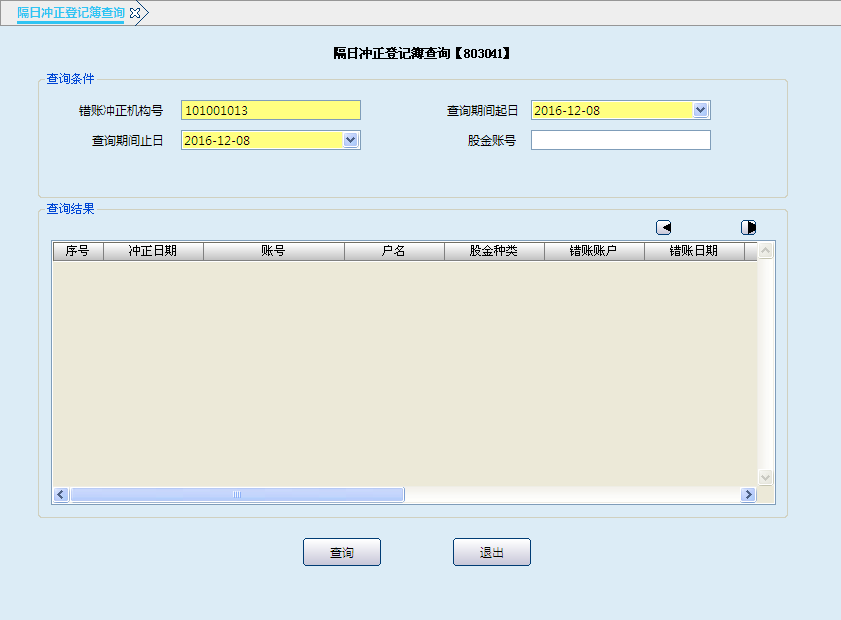 隔日冲正登记簿查询
隔日冲正登记簿查询【803041】
查询条件
错账冲正机构号 101001013 查询期间起日 2016-12-08
查询期间止日 2016-12-08 股金账号
查询结果
序号 冲正日期 账号 户名 股金种类 错账账户 错账日期
查询 退出